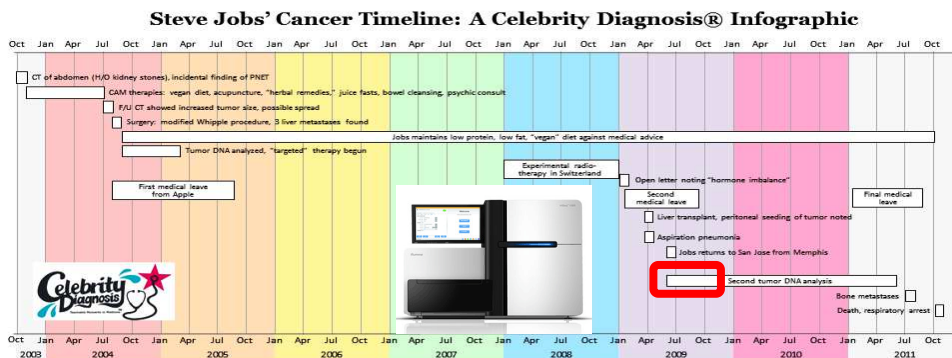 Steve Jobs' Cancer Timeline: A Celebrity Diagnosis® Infographic
Oct Jan Apr Jul Oct Jan Apr Jul Oct Jan Apr Jul Oct Jan Apr Jul Oct Jan Apr Jul Oct Jan Apr Jul Oct Jan Apr Jul Oct Jan Apr Jul Oct
CT of abdomen (H/O kidney stones), incidental finding of PNET
CAM therapies: vegan diet, acupuncture, "herbal remedies," juice fasts, bowel cleansing, psychic consult
F/U CT showed increased tumor size, possible spread
Surgery: modified Whipple procedure, 3 liver metastases found
Jobs maintains low protein, low fat, "vegan" diet against medical advice
Tumor DNA analyzed, "targeted" therapy begun
Experimental radio-
therapy in Switzerland
Open letter noting "hormone imbalance"
First medical leave
from Apple
Second
medical leave
Final medical
leave
Liver transplant, peritoneal seeding of tumor noted
Aspiration pneumonia
Jobs returns to San Jose from Memphis
Second tumor DNA analysis
Celebrity
Diagnosis
Bone metastases
Death, respiratory arrest
Oct Jan Apr Jul Oct Jan Apr Jul Oct Jan Apr Jul Oct Jan Apr Jul Oct Jan Apr Jul Oct Jan Apr Jul Oct Jan Apr Jul Oct Jan Apr Jul Oct
2003 2004 2005 2006 2007 2008 2009 2010 2011